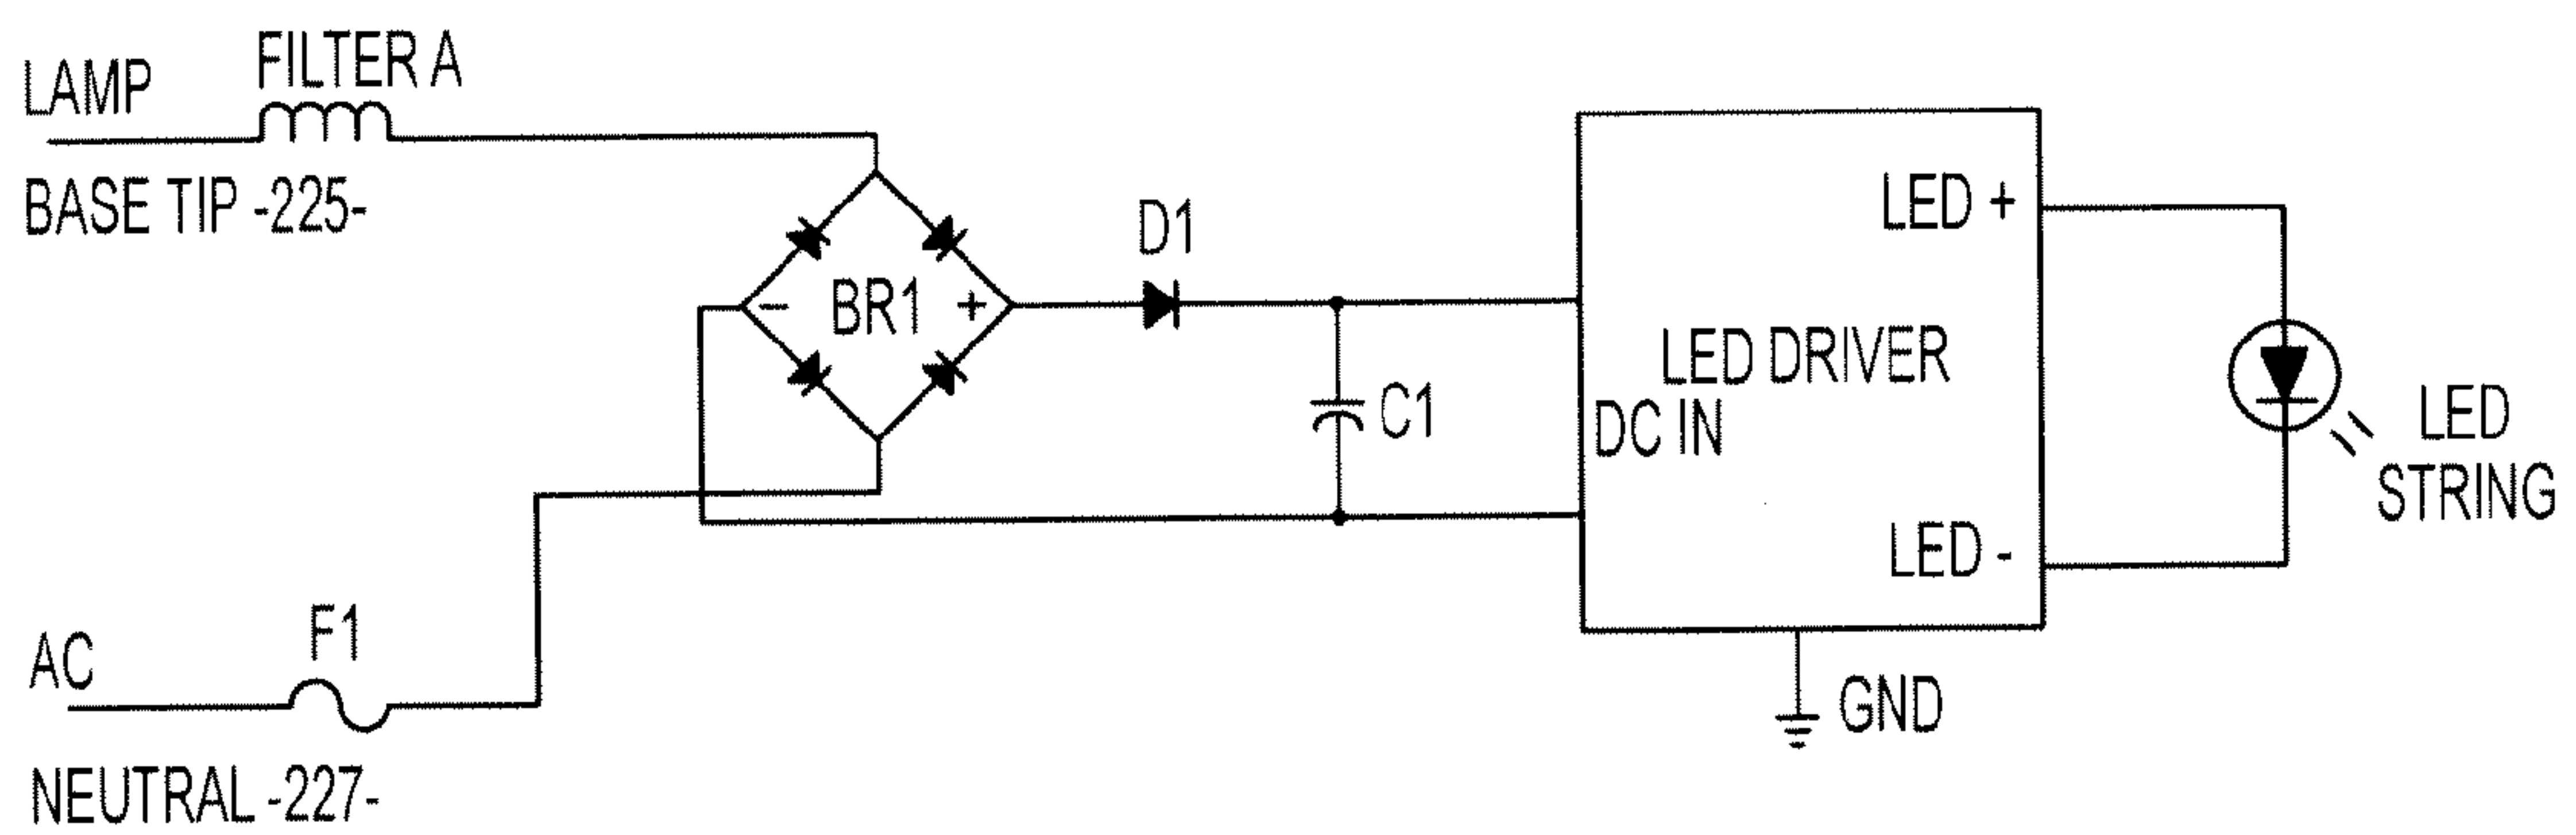 LAMP
FILTER A
BASE TIP -225-
BR1
-
+
D1
C1
LED DRIVER
DC IN
LED +
LED -
GND
LED
STRING
AC
F1
NEUTRAL -227-